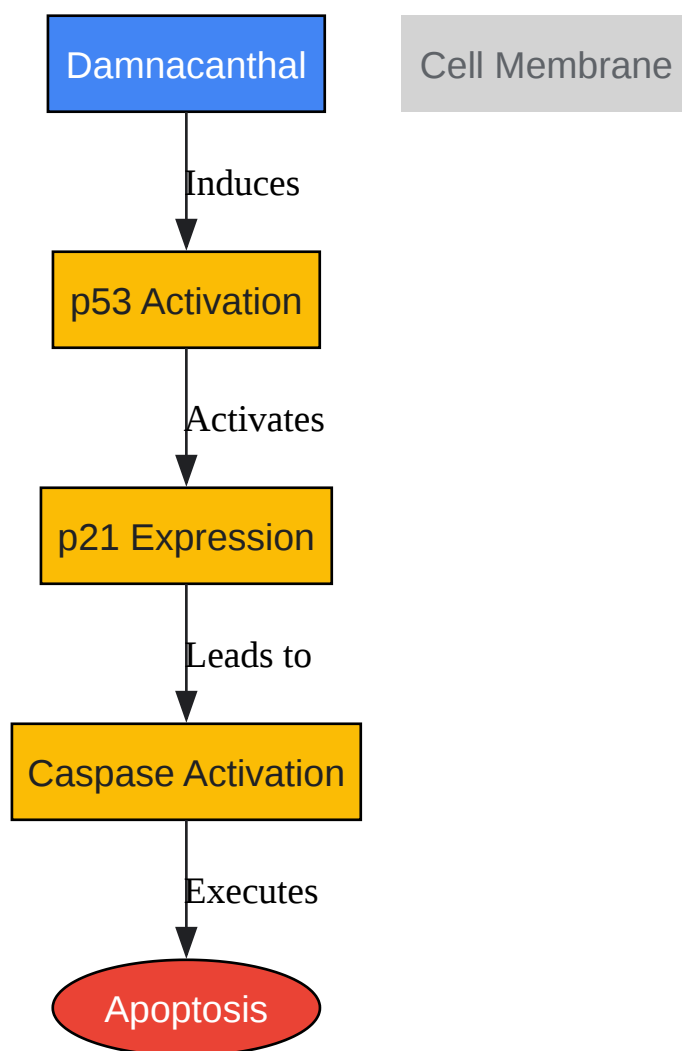 Damnacanthal
Cell Membrane
Induces
p53 Activation
Activates
p21 Expression
Leads to
Caspase Activation
Executes
Apoptosis